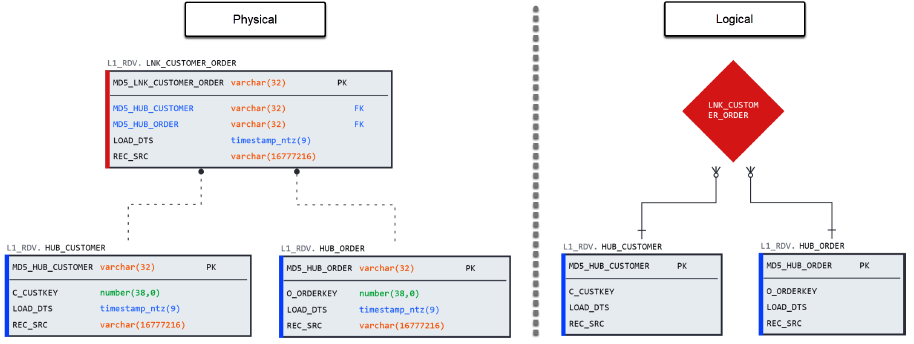 Physical
Logical
L1_RDV. LNK_CUSTOMER_ORDER
MD5_LNK_CUSTOMER_ORDER varchar(32) PK
MD5_HUB_CUSTOMER varchar(32) FK
MD5_HUB_ORDER varchar(32) FK
LOAD_DTS timestamp_ntz(9)
REC_SRC varchar(16777216)
LNK_CUSTOM
ER_ORDER
L1_RDV. HUB_CUSTOMER
MD5_HUB_CUSTOMER varchar(32) PK
C_CUSTKEY number(38,0)
LOAD_DTS timestamp_ntz(9)
REC_SRC varchar(16777216)
L1_RDV. HUB_ORDER
MD5_HUB_ORDER varchar(32) PK
O_ORDERKEY number(38,0)
LOAD_DTS timestamp_ntz(9)
REC_SRC varchar(16777216)
L1_RDV. HUB_CUSTOMER
MD5_HUB_CUSTOMER PK
C_CUSTKEY
LOAD_DTS
REC_SRC
L1_RDV. HUB_ORDER
MD5_HUB_ORDER PK
O_ORDERKEY
LOAD_DTS
REC_SRC